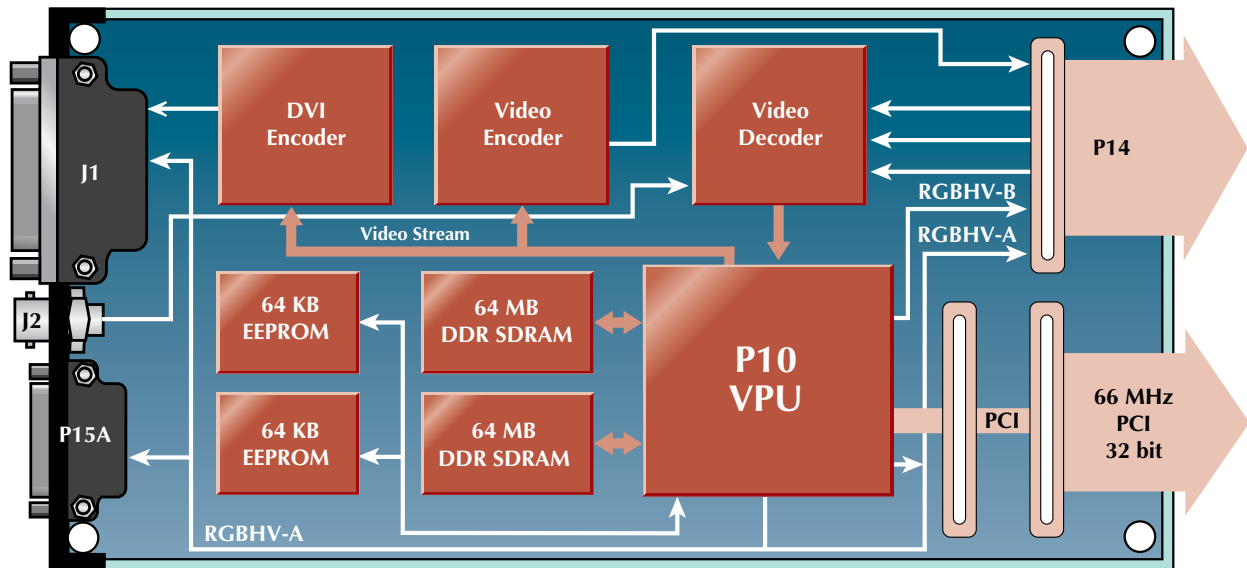 DVI
Encoder
Video
Encoder
Video
Decoder
P14
J1
RGBHV-B
Video Stream
RGBHV-A
64 KB
EEPROM
64 MB
DDR SDRAM
J2
P10
VPU
66 MHz
PCI
32 bit
PCI
P15A
64 KB
EEPROM
64 MB
DDR SDRAM
RGBHV-A